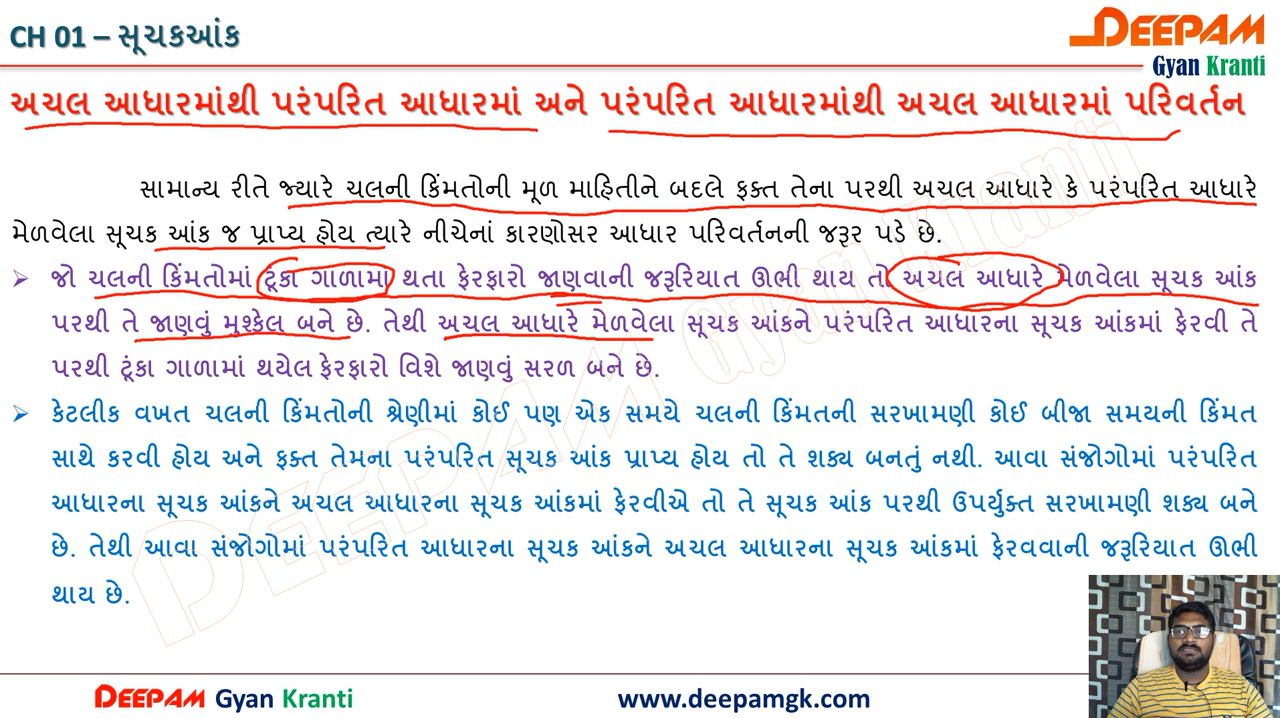 CH 01 – સૂચકઆંક
DEEPAM
Gyan Kranti
અચલ આધારમાંથી પરંપરિત આધારમાં અને પરંપરિત આધારમાંથી અચલ આધારમાં પરિવર્તન
સામાન્ય રીતે જ્યારે ચલની કિંમતોની મૂળ માહિતીને બદલે ફક્ત તેના પરથી અચલ આધારે કે પરંપરિત આધારે
મેળવેલા સૂચક આંક જ પ્રાપ્ય હોય ત્યારે નીચેનાં કારણોસર આધાર પરિવર્તનની જરૂર પડે છે.
➢ જો ચલની કિંમતોમાં ટૂંકા ગાળામા થતા ફેરફારો જાણવાની જરૂરિયાત ઊભી થાય તો અચલ આધારે મેળવેલા સૂચક આંક
પરથી તે જાણવું મુશ્કેલ બને છે. તેથી અચલ આધારે મેળવેલા સૂચક આંકને પરંપરિત આધારના સૂચક આંકમાં ફેરવી તે
પરથી ટૂંકા ગાળામાં થયેલ ફેરફારો વિશે જાણવું સરળ બને છે.
➢ કેટલીક વખત ચલની કિંમતોની શ્રેણીમાં કોઈ પણ એક સમયે ચલની કિંમતની સરખામણી કોઈ બીજા સમયની કિંમત
સાથે કરવી હોય અને ફક્ત તેમના પરંપરિત સૂચક આંક પ્રાપ્ય હોય તો તે શક્ય બનતું નથી. આવા સંજોગોમાં પરંપરિત
આધારના સૂચક આંકને અચલ આધારના સૂચક આંકમાં ફેરવીએ તો તે સૂચક આંક પરથી ઉપર્યુક્ત સરખામણી શક્ય બને
છે. તેથી આવા સંજોગોમાં પરંપરિત આધારના સૂચક આંકને અચલ આધારના સૂચક આંકમાં ફેરવવાની જરૂરિયાત ઊભી
થાય છે.
DEEPAM Gyan Kranti
DEEPAM Gyan Kranti www.deepamgk.com